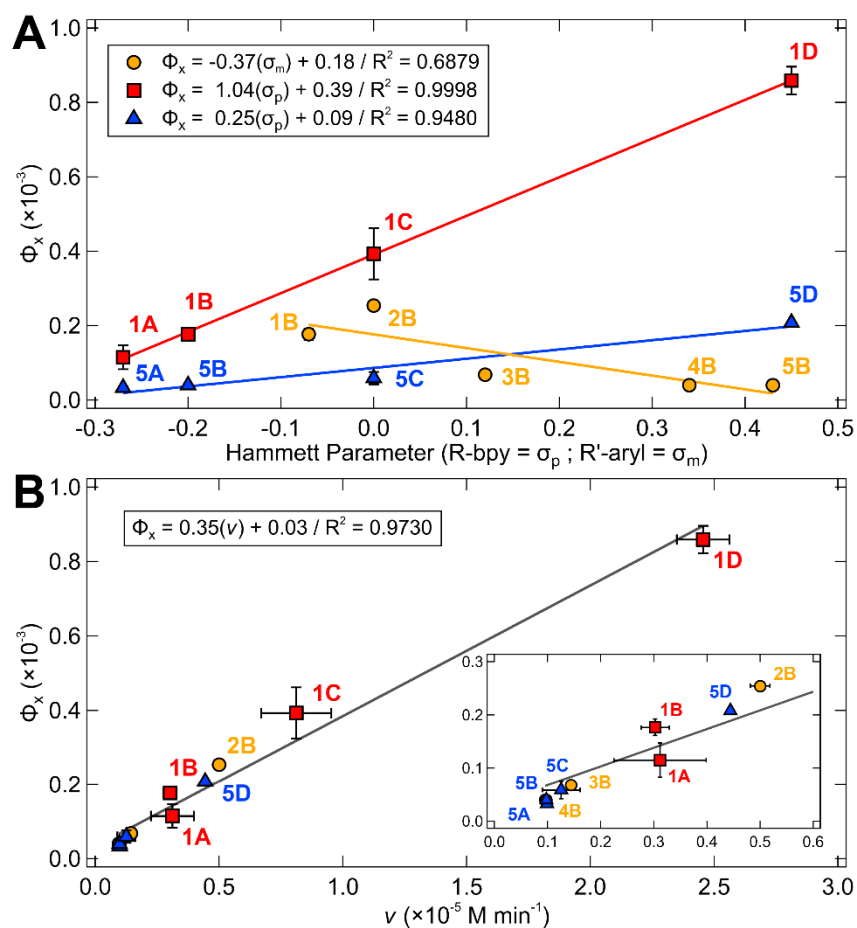 A
1.0
0.8
0.6
0.4
0.2
0.0
Φx (×10⁻³)
Φx = -0.37(σm) + 0.18 / R² = 0.6879
Φx = 1.04(σp) + 0.39 / R² = 0.9998
Φx = 0.25(σp) + 0.09 / R² = 0.9480
1D
1C
1B
1A
2B
1B
5D
5A
5B
5C
3B
4B
5B
-0.3 -0.2 -0.1 0.0 0.1 0.2 0.3 0.4 0.5
Hammett Parameter (R-bpy = σp ; R'-aryl = σm)
B
1.0
0.8
0.6
0.4
0.2
0.0
Φx (×10⁻³)
Φx = 0.35(v) + 0.03 / R² = 0.9730
1D
1C
2B
1B
5D
1A
0.3
0.2
0.1
0.0
2B
5D
1B
5C
5B
3B
1A
5A
4B
0.0 0.1 0.2 0.3 0.4 0.5 0.6
0.0 0.5 1.0 1.5 2.0 2.5 3.0
v (×10⁻⁵ M min⁻¹)